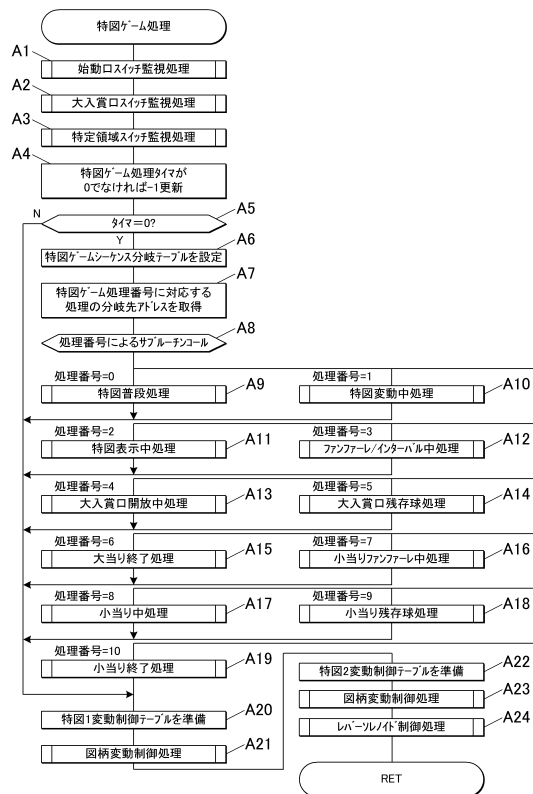 特図ゲーム処理
A1
始動口スイッチ監視処理
A2
大入賞口スイッチ監視処理
A3
特定領域スイッチ監視処理
A4
特図ゲーム処理タイマが
0でなければ-1更新
N
タイマ=0?
A5
Y
A6
特図ゲームシーケンス分岐テーブルを設定
A7
特図ゲーム処理番号に対応する
処理の分岐先アドレスを取得
A8
処理番号によるサブルーチンコール
処理番号=0
特図普段処理
A9
処理番号=1
特図変動中処理
A10
処理番号=2
特図表示中処理
A11
処理番号=3
ファンファーレ/インターバル中処理
A12
処理番号=4
大入賞口開放中処理
A13
処理番号=5
大入賞口残存球処理
A14
処理番号=6
大当り終了処理
A15
処理番号=7
小当りファンファーレ中処理
A16
処理番号=8
小当り中処理
A17
処理番号=9
小当り残存球処理
A18
処理番号=10
小当り終了処理
A19
特図1変動制御テーブルを準備
A20
図柄変動制御処理
A21
特図2変動制御テーブルを準備
A22
図柄変動制御処理
A23
レバーソレノイド制御処理
A24
RET